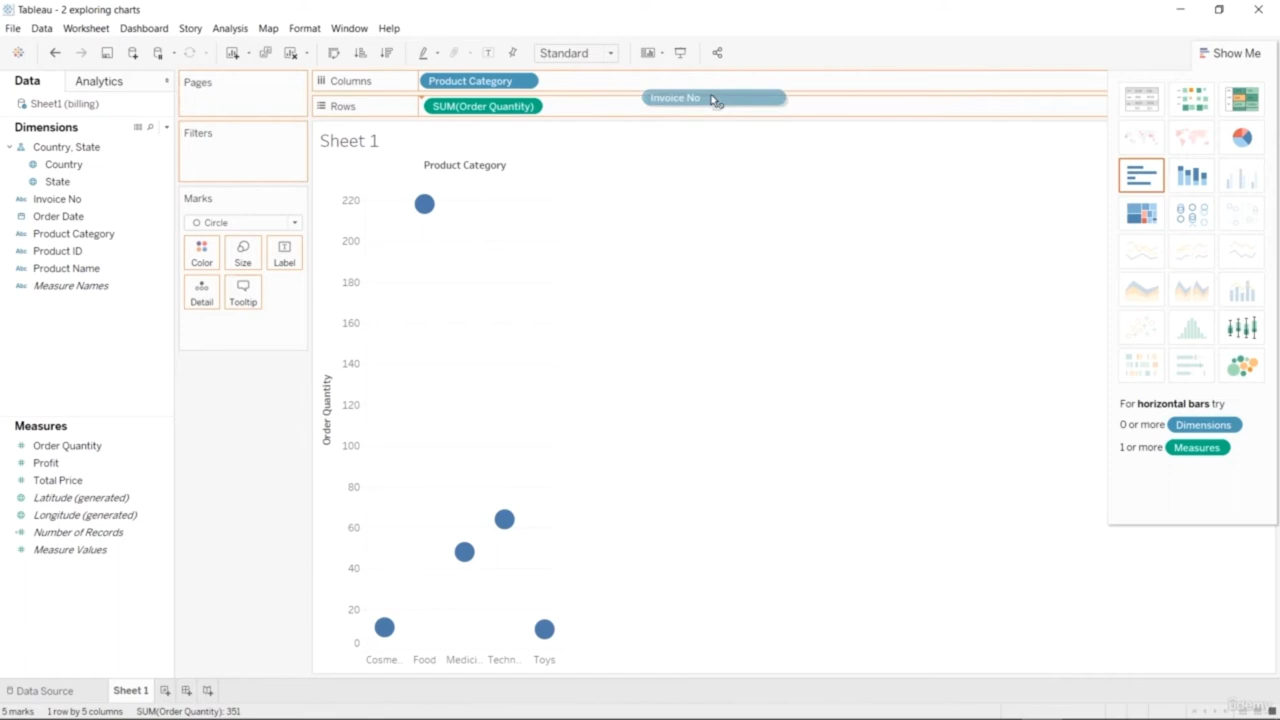 Tableau - 2 exploring charts
File Data Worksheet Dashboard Story Analysis Map Format Window Help
Standard
Show Me
Data Analytics
Sheet1 (billing)
Dimensions
Country, State
Country
State
Abc Invoice No
Order Date
Abc Product Category
Abc Product ID
Abc Product Name
Abc Measure Names
Measures
# Order Quantity
# Profit
# Total Price
Latitude (generated)
Longitude (generated)
# Number of Records
# Measure Values
Pages
Filters
Marks
Circle
Color Size Label
Detail Tooltip
Columns Product Category
Invoice No
Rows SUM(Order Quantity)
Sheet 1
Product Category
220
200
180
160
140
120
100
80
60
40
20
0
Order Quantity
Cosme.. Food Medici.. Techn.. Toys
For horizontal bars try
0 or more Dimensions
1 or more Measures
Data Source Sheet 1
5 marks 1 row by 5 columns SUM(Order Quantity): 351